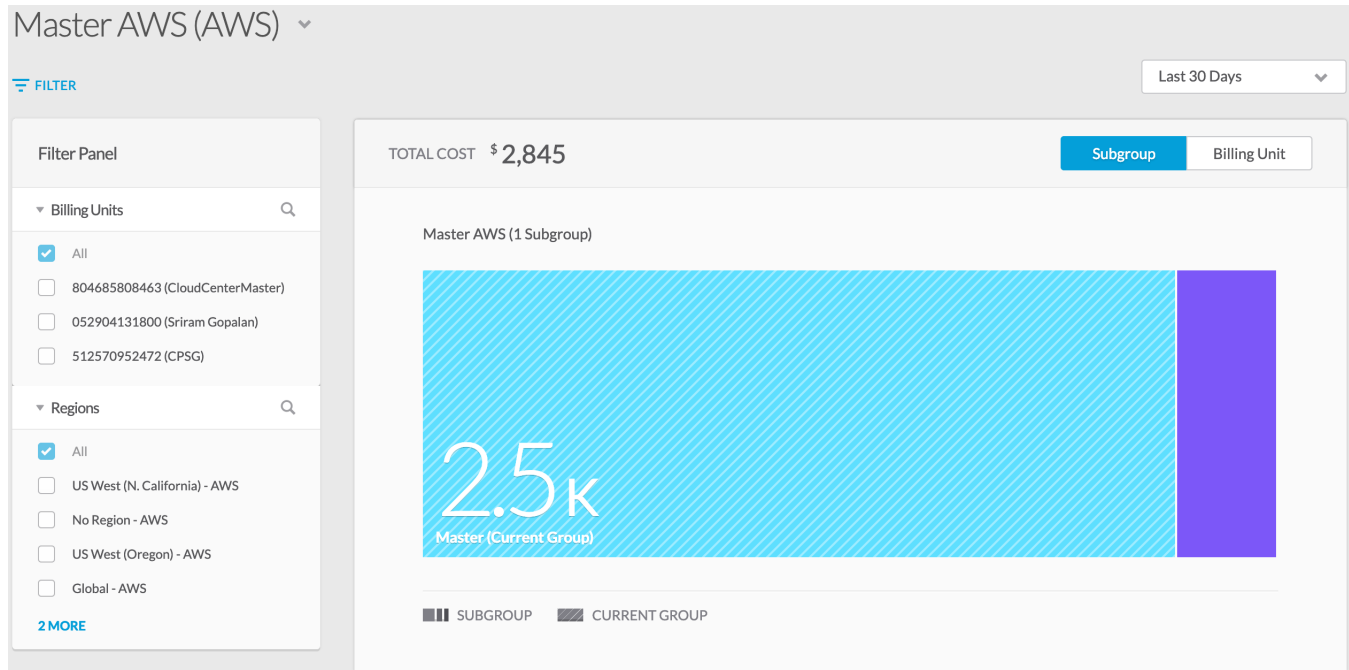 Master AWS (AWS)
FILTER
Last 30 Days
Filter Panel
TOTAL COST $ 2,845
Subgroup
Billing Unit
Billing Units
All
804685808463 (CloudCenterMaster)
052904131800 (Sriram Gopalan)
512570952472 (CPSG)
Regions
All
US West (N. California) - AWS
No Region - AWS
US West (Oregon) - AWS
Global - AWS
2 MORE
Master AWS (1 Subgroup)
2.5K
Master (Current Group)
SUBGROUP
CURRENT GROUP